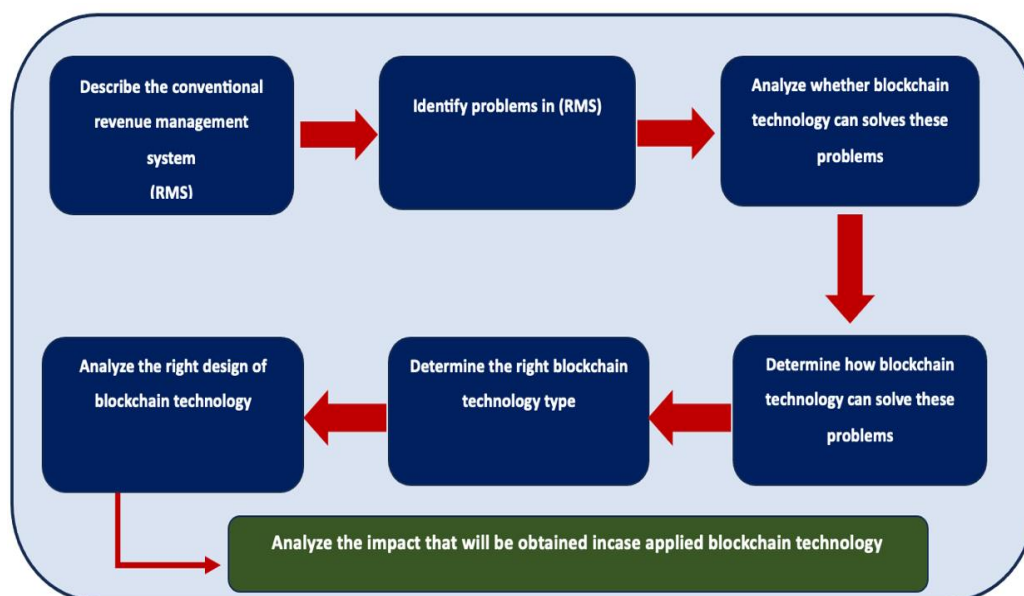 Describe the conventional
revenue management
system
(RMS)
Identify problems in (RMS)
Analyze whether blockchain
technology can solves these
problems
Determine how blockchain
technology can solve these
problems
Determine the right blockchain
technology type
Analyze the right design of
blockchain technology
Analyze the impact that will be obtained incase applied blockchain technology